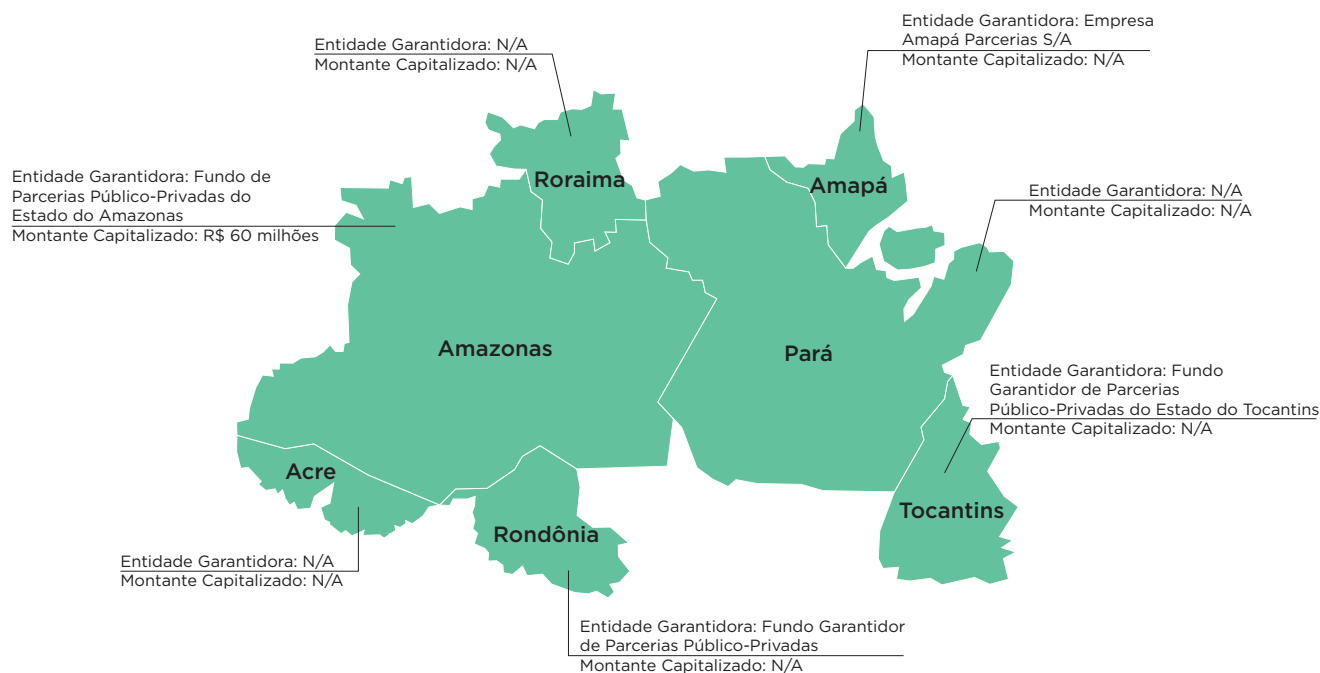 Entidade Garantidora: Empresa
Amapá Parcerias S/A
Montante Capitalizado: N/A
Entidade Garantidora: N/A
Montante Capitalizado: N/A
Entidade Garantidora: Fundo de
Parcerias Público-Privadas do
Estado do Amazonas
Montante Capitalizado: R$ 60 milhões
Roraima
Amapá
Entidade Garantidora: N/A
Montante Capitalizado: N/A
Amazonas
Pará
Entidade Garantidora: Fundo
Garantidor de Parcerias
Público-Privadas do Estado do Tocantins
Montante Capitalizado: N/A
Acre
Tocantins
Rondônia
Entidade Garantidora: N/A
Montante Capitalizado: N/A
Entidade Garantidora: Fundo Garantidor
de Parcerias Público-Privadas
Montante Capitalizado: N/A